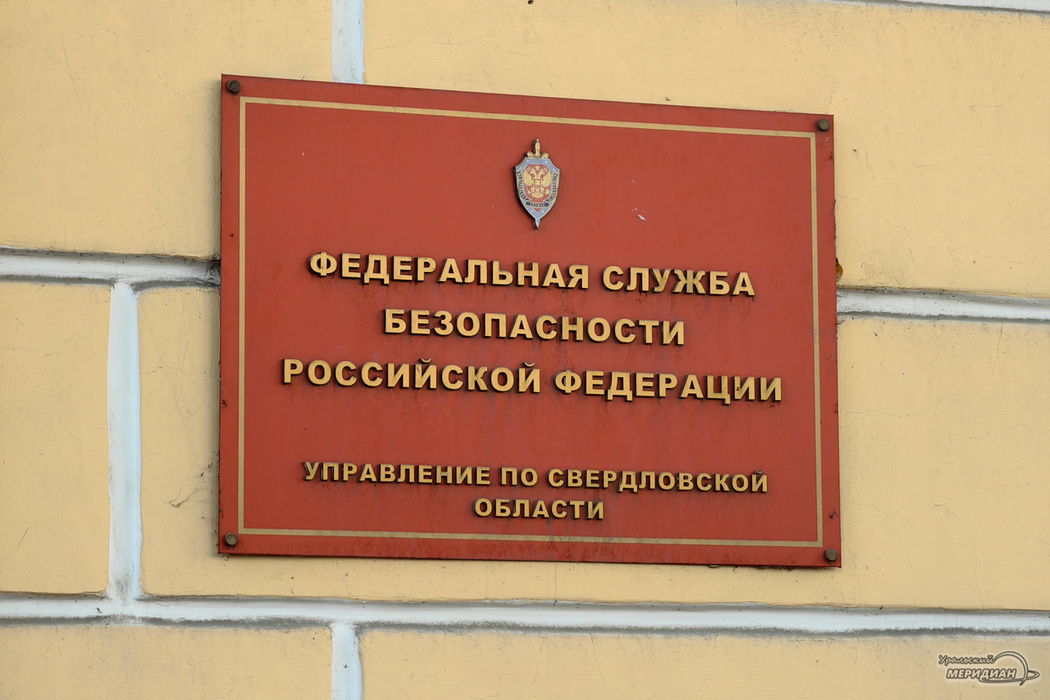 ФЕДЕРАЛЬНАЯ СЛУЖБА
БЕЗОПАСНОСТИ
РОССИЙСКОЙ ФЕДЕРАЦИИ
УПРАВЛЕНИЕ ПО СВЕРДЛОВСКОЙ
ОБЛАСТИ
Уральский
МЕРИДИАН